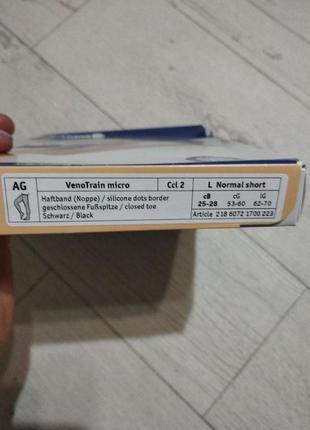 AG VenoTrain micro Ccl 2 L Normal short
Haftband (Noppe) / silicone dots border
geschlossene Fußspitze / closed toe
Schwarz / Black
cB cG lG
25-28 53-60 62-70
Article 218 6072 1700 223